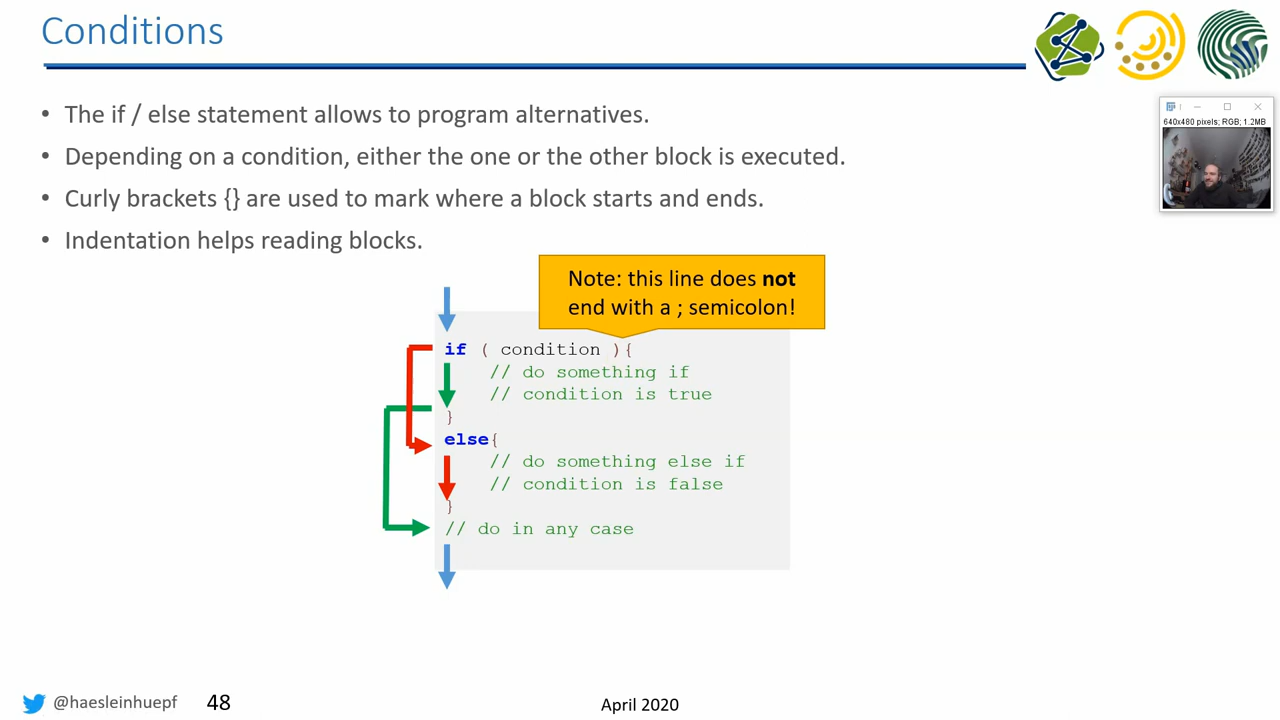 Conditions
• The if / else statement allows to program alternatives.
• Depending on a condition, either the one or the other block is executed.
• Curly brackets {} are used to mark where a block starts and ends.
• Indentation helps reading blocks.
640x480 pixels; RGB; 1.2MB
Note: this line does not
end with a ; semicolon!
if ( condition ){
// do something if
// condition is true
}
else{
// do something else if
// condition is false
}
// do in any case
@haesleinhuepf
48
April 2020